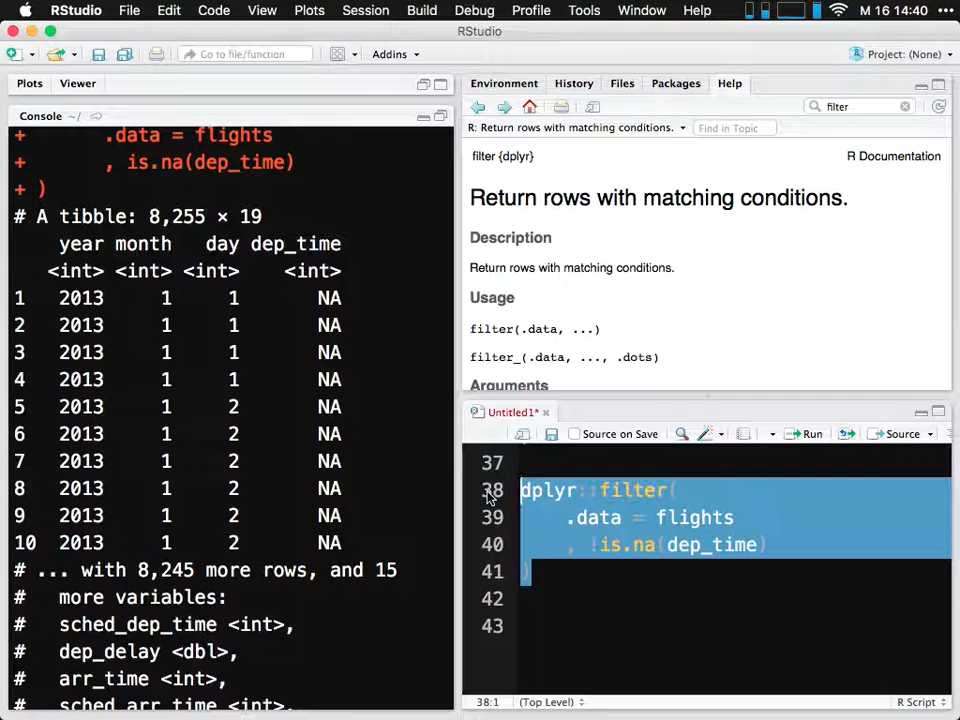 RStudio File Edit Code View Plots Session Build Debug Profile Tools Window Help M 16 14:40
RStudio
Go to file/function Addins Project: (None)
Plots Viewer
Console ~/
+ .data = flights
+ , is.na(dep_time)
+ )
# A tibble: 8,255 × 19
year month day dep_time
<int> <int> <int> <int>
1 2013 1 1 NA
2 2013 1 1 NA
3 2013 1 1 NA
4 2013 1 1 NA
5 2013 1 2 NA
6 2013 1 2 NA
7 2013 1 2 NA
8 2013 1 2 NA
9 2013 1 2 NA
10 2013 1 2 NA
# ... with 8,245 more rows, and 15
# more variables:
# sched_dep_time <int>,
# dep_delay <dbl>,
# arr_time <int>,
# sched_arr_time <int>,
Environment History Files Packages Help
filter
R: Return rows with matching conditions. Find in Topic
filter {dplyr} R Documentation
Return rows with matching conditions.
Description
Return rows with matching conditions.
Usage
filter(.data, ...)
filter_(.data, ..., .dots)
Arguments
Untitled1*
Source on Save Run Source
37
38 dplyr::filter(
39 .data = flights
40 , !is.na(dep_time)
41 )
42
43
38:1 (Top Level) R Script